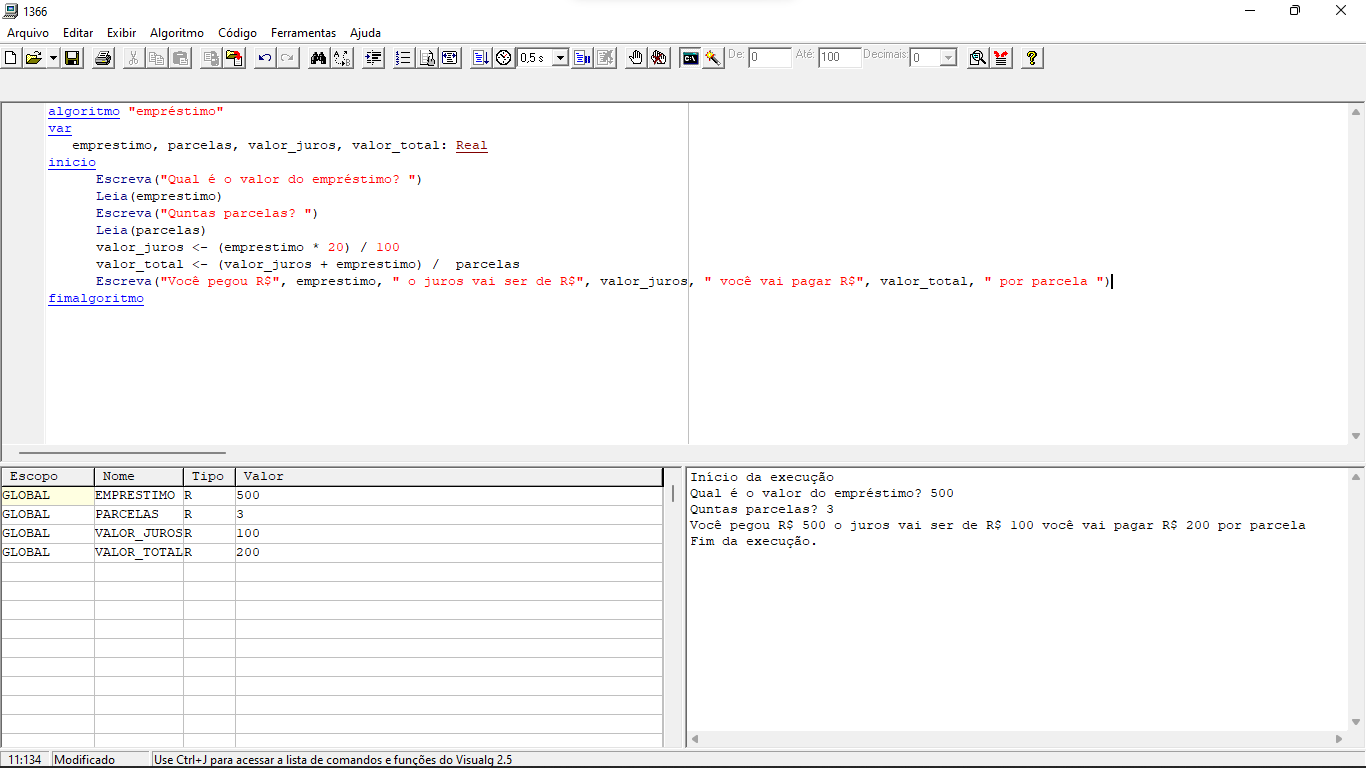 1366
Arquivo Editar Exibir Algoritmo Código Ferramentas Ajuda
0,5 s De: 0 Até: 100 Decimais: 0
algoritmo "empréstimo"
var
emprestimo, parcelas, valor_juros, valor_total: Real
inicio
Escreva("Qual é o valor do empréstimo? ")
Leia(emprestimo)
Escreva("Quntas parcelas? ")
Leia(parcelas)
valor_juros <- (emprestimo * 20) / 100
valor_total <- (valor_juros + emprestimo) /  parcelas
Escreva("Você pegou R$", emprestimo, " o juros vai ser de R$", valor_juros, " você vai pagar R$", valor_total, " por parcela ")
fimalgoritmo
Escopo Nome Tipo Valor
GLOBAL EMPRESTIMO R 500
GLOBAL PARCELAS R 3
GLOBAL VALOR_JUROS R 100
GLOBAL VALOR_TOTAL R 200
Início da execução
Qual é o valor do empréstimo? 500
Quntas parcelas? 3
Você pegou R$ 500 o juros vai ser de R$ 100 você vai pagar R$ 200 por parcela
Fim da execução.
11:134 Modificado Use Ctrl+J para acessar a lista de comandos e funções do Visualg 2.5